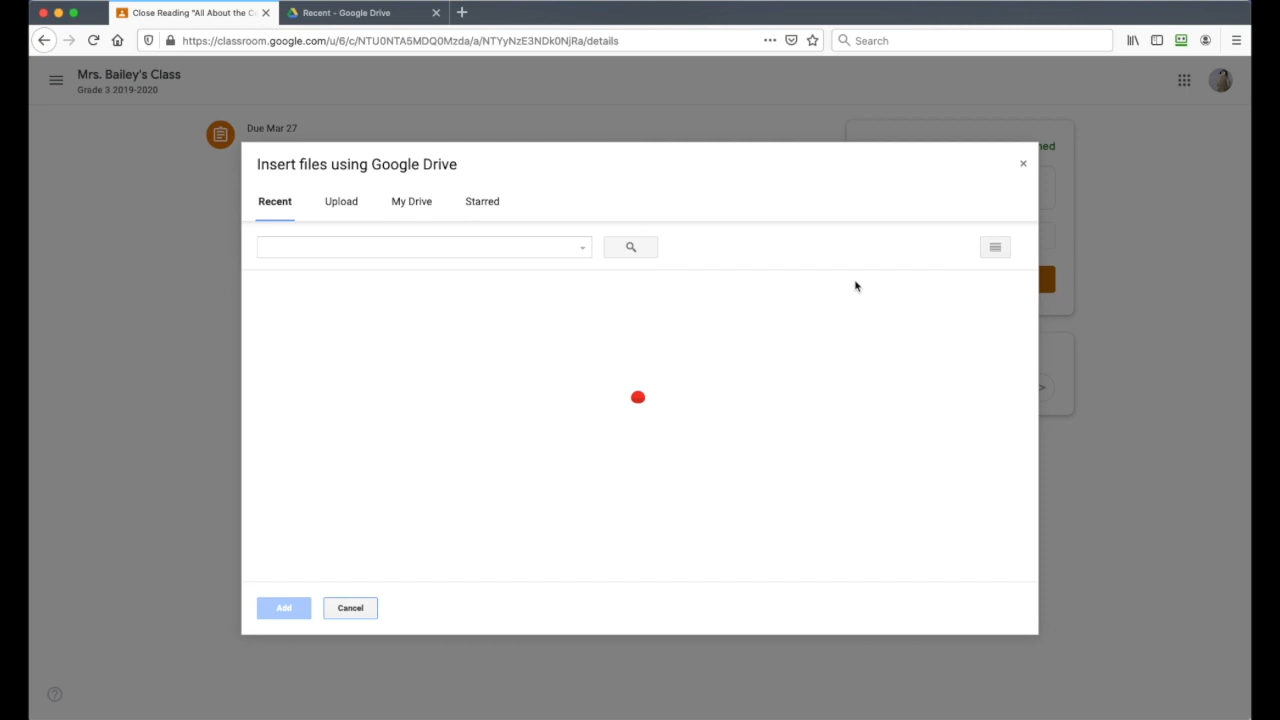 Close Reading "All About the C
Recent - Google Drive
https://classroom.google.com/u/6/c/NTU0NTA5MDQ0Mzda/a/NTYyNzE3NDk0NjRa/details
Search
Mrs. Bailey's Class
Grade 3 2019-2020
Due Mar 27
ned
Insert files using Google Drive
Recent Upload My Drive Starred
Add Cancel